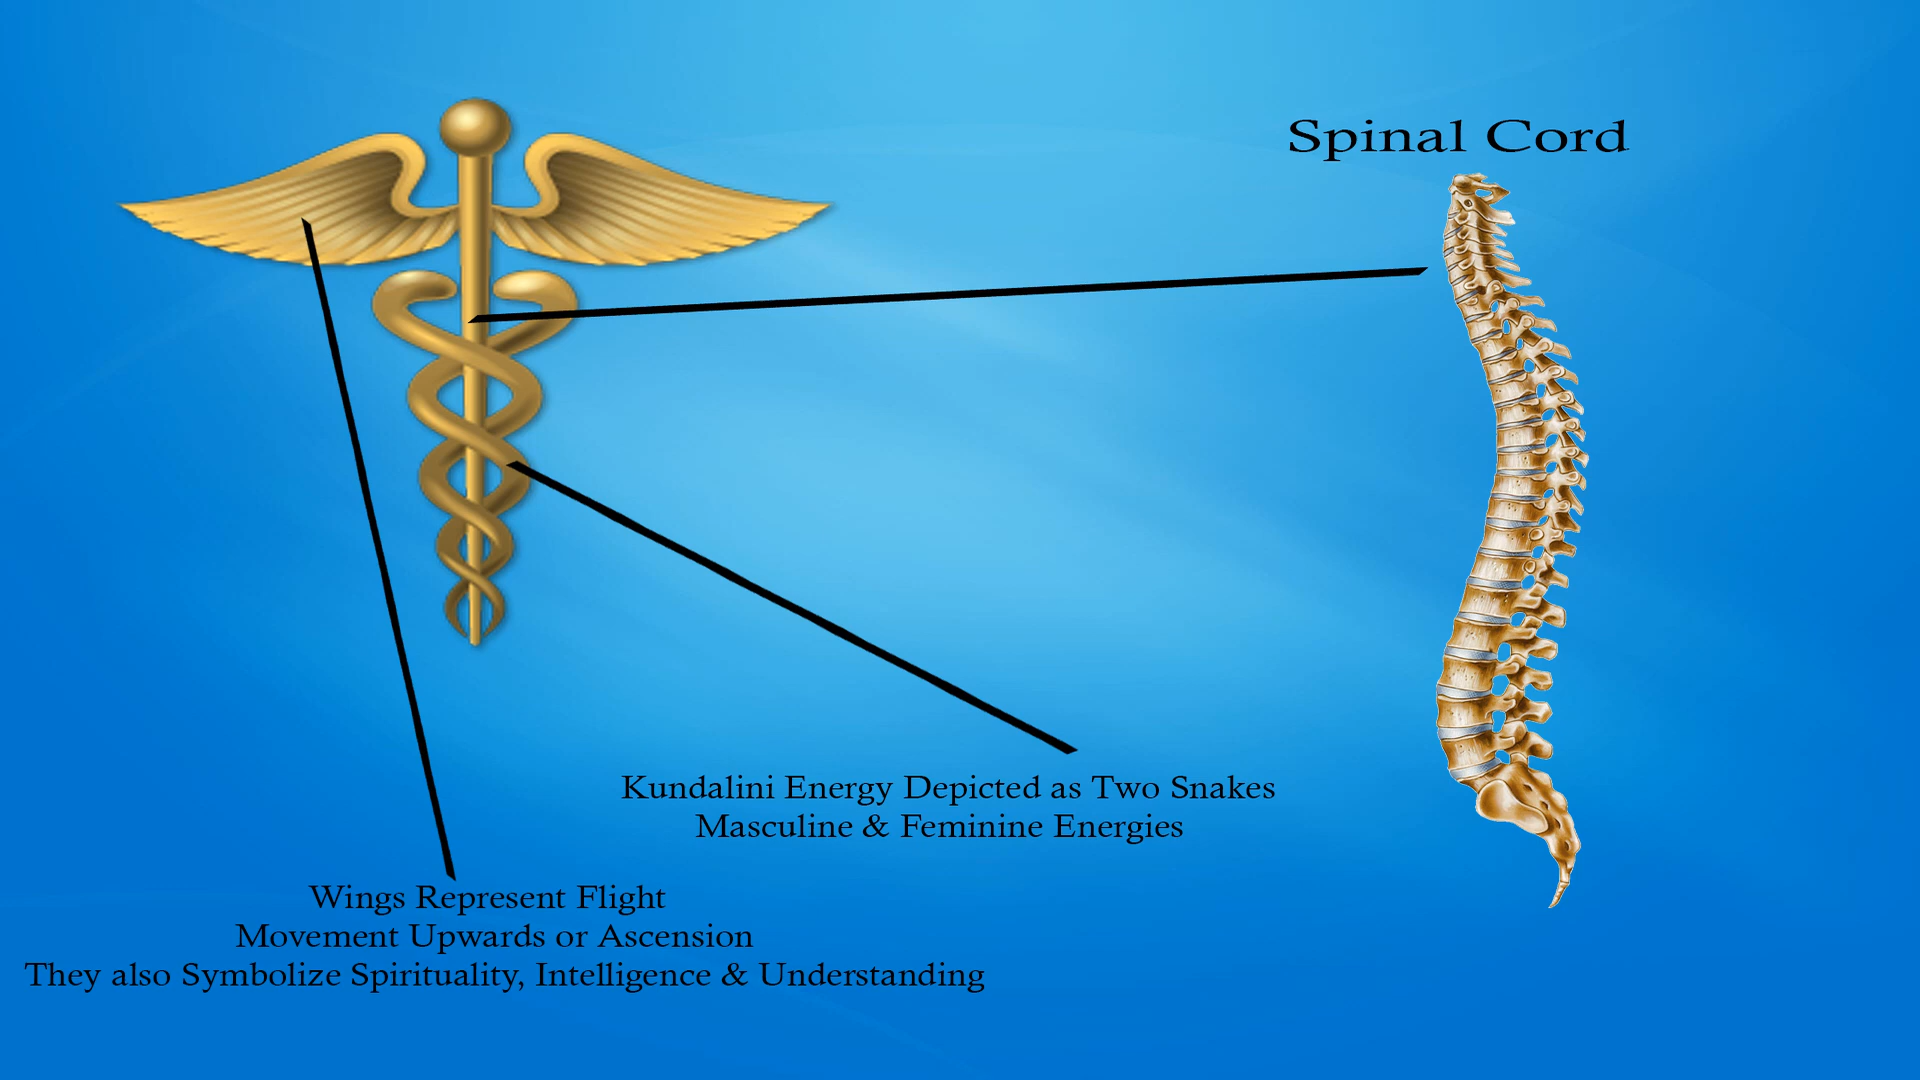 Spinal Cord
Kundalini Energy Depicted as Two Snakes
Masculine & Feminine Energies
Wings Represent Flight
Movement Upwards or Ascension
They also Symbolize Spirituality, Intelligence & Understanding